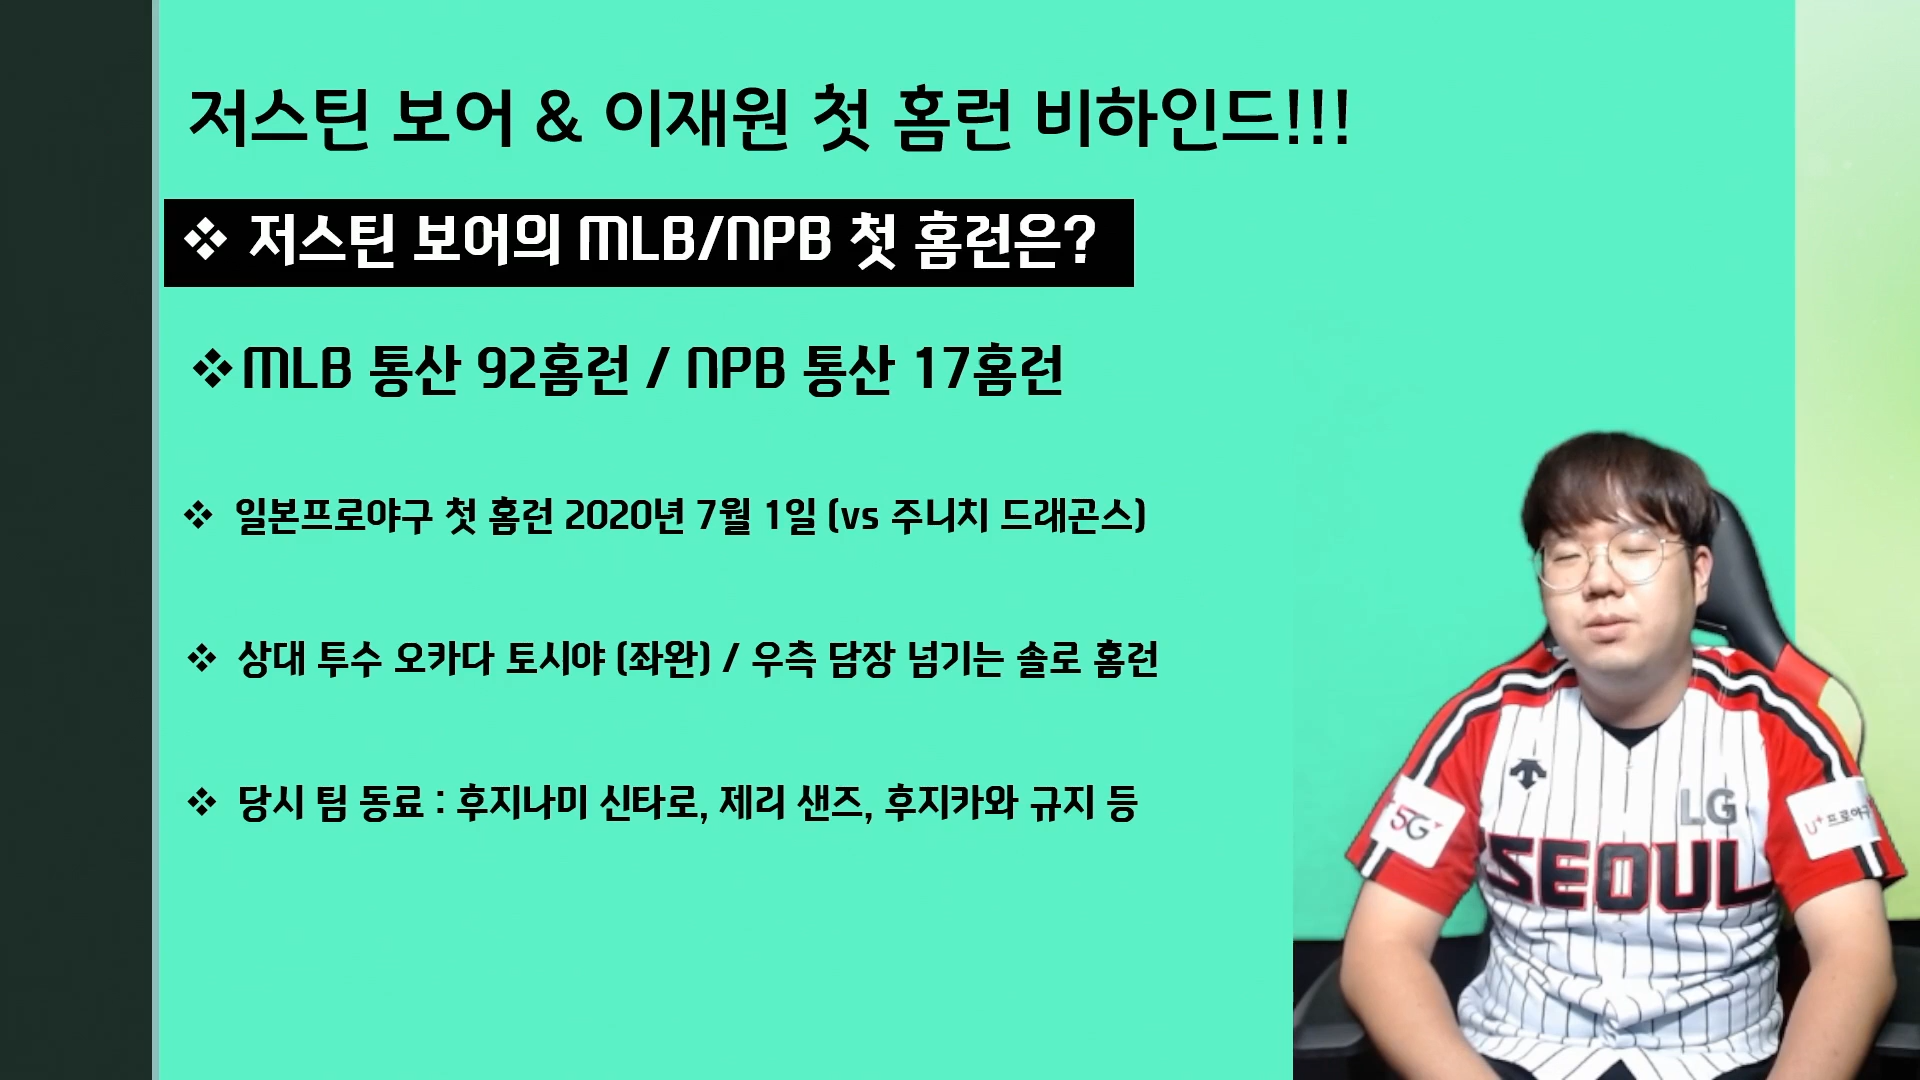 저스틴 보어 & 이재원 첫 홈런 비하인드!!!
❖ 저스틴 보어의 MLB/NPB 첫 홈런은?
❖MLB 통산 92홈런 / NPB 통산 17홈런
❖ 일본프로야구 첫 홈런 2020년 7월 1일 (vs 주니치 드래곤스)
❖ 상대 투수 오카다 토시야 (좌완) / 우측 담장 넘기는 솔로 홈런
❖ 당시 팀 동료 : 후지나미 신타로, 제리 샌즈, 후지카와 규지 등
LG
SEOUL
5G
U+프로야구